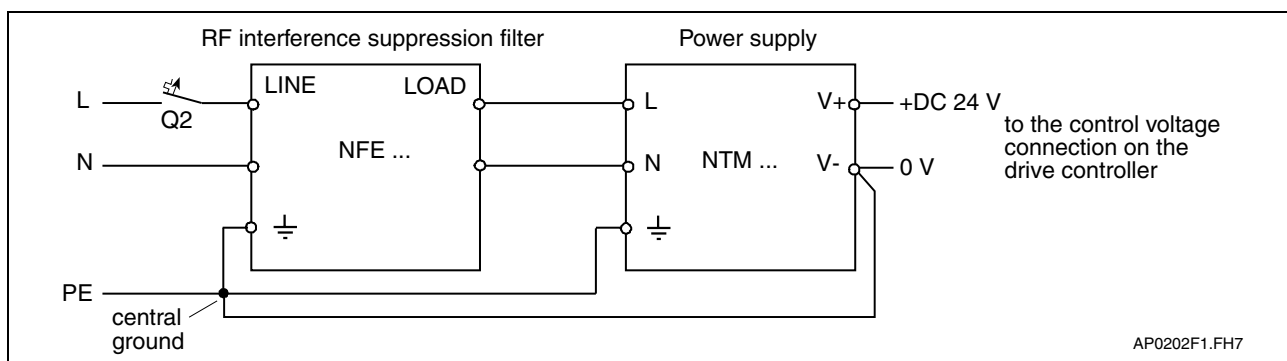 RF interference suppression filter
Power supply
L
Q2
LINE
LOAD
L
V+
+DC 24 V
N
NFE ...
N
NTM ...
V-
0 V
to the control voltage
connection on the
drive controller
PE
central
ground
AP0202F1.FH7